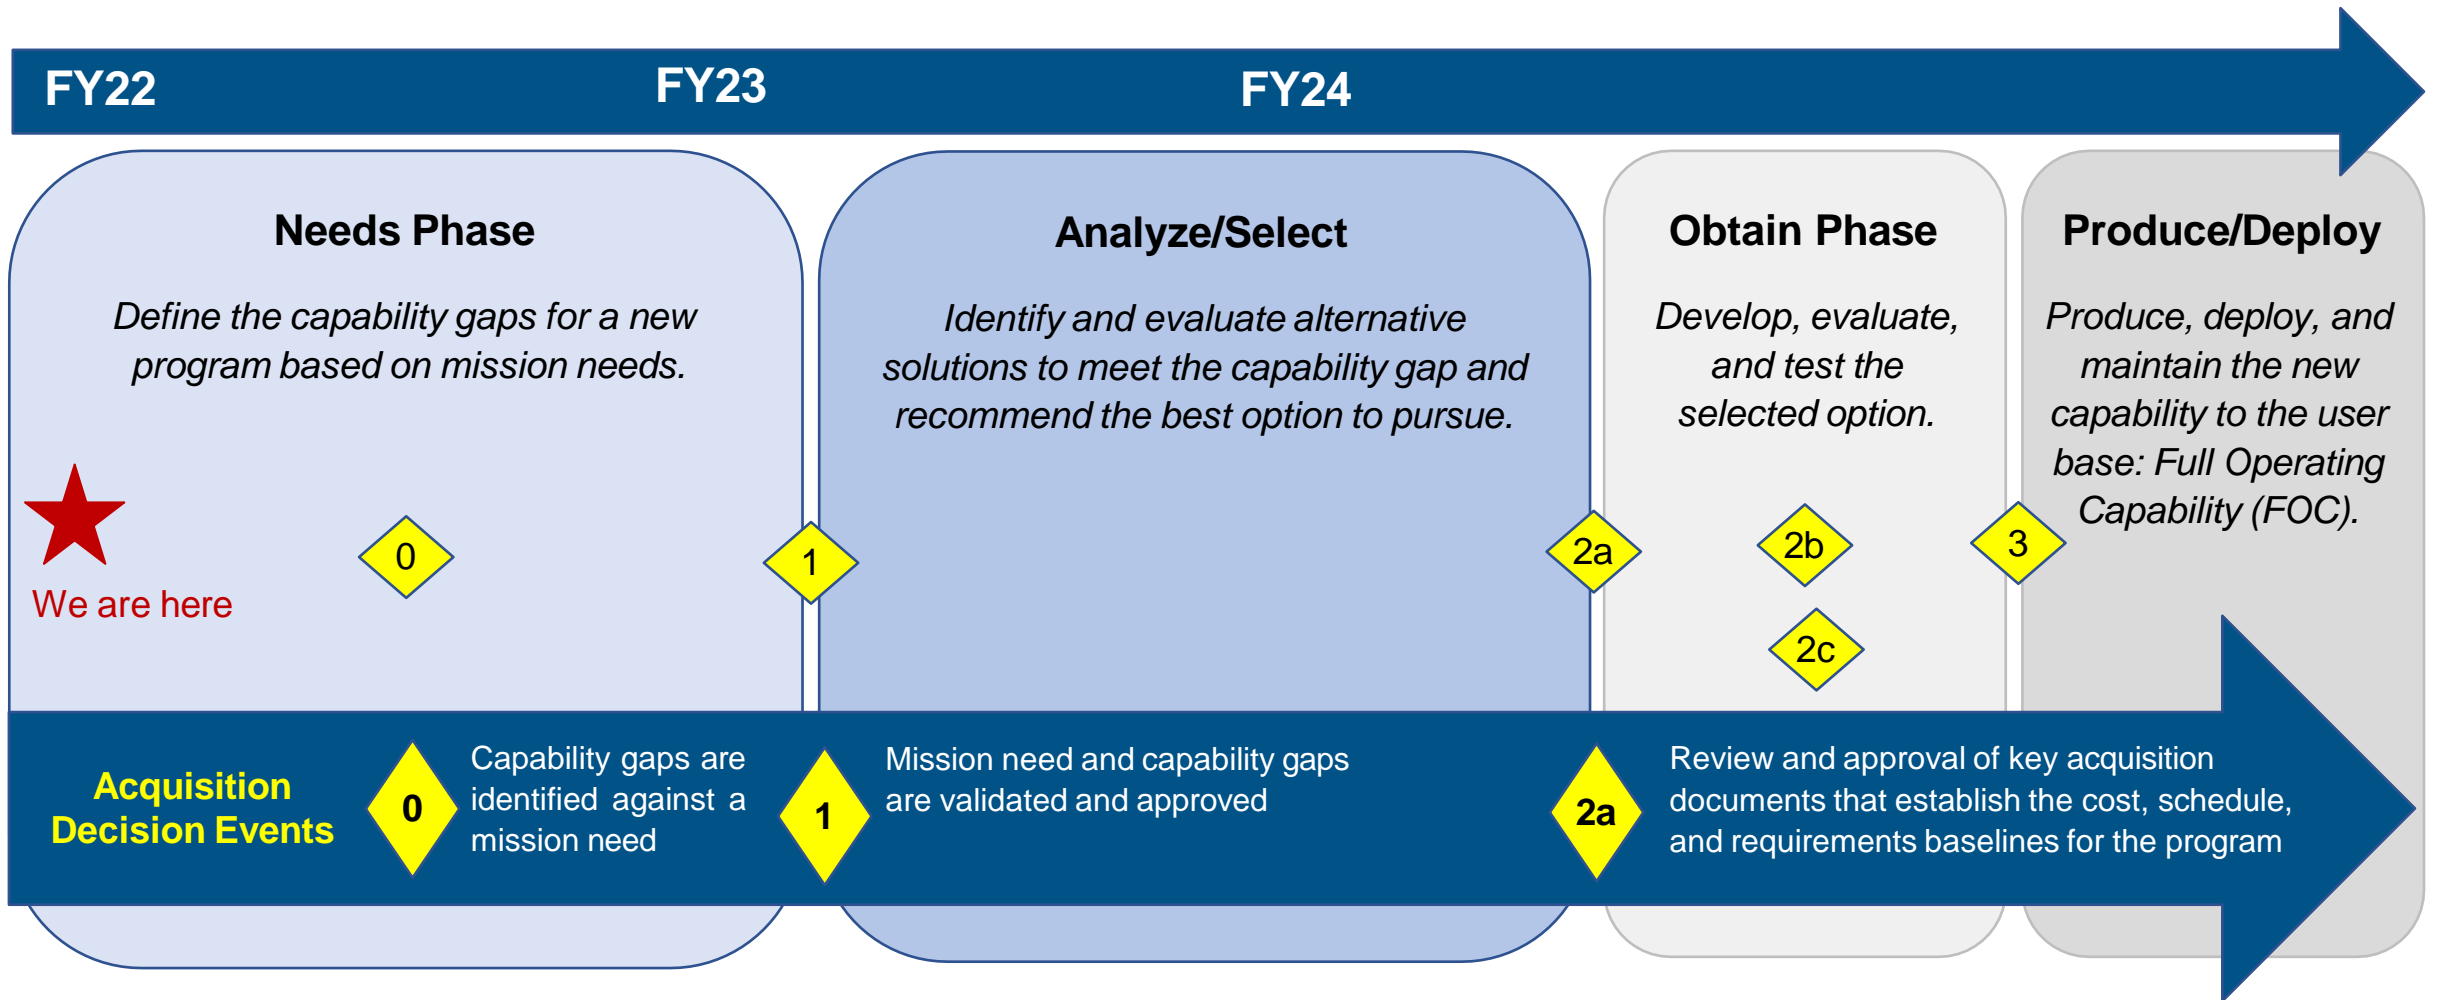 FY22
FY23
FY24
Needs Phase
Define the capability gaps for a new
program based on mission needs.
We are here
0
1
Analyze/Select
Identify and evaluate alternative
solutions to meet the capability gap and
recommend the best option to pursue.
2a
Obtain Phase
Develop, evaluate,
and test the
selected option.
2b
2c
3
Produce/Deploy
Produce, deploy, and
maintain the new
capability to the user
base: Full Operating
Capability (FOC).
Acquisition
Decision Events
0
Capability gaps are
identified against a
mission need
1
Mission need and capability gaps
are validated and approved
2a
Review and approval of key acquisition
documents that establish the cost, schedule,
and requirements baselines for the program